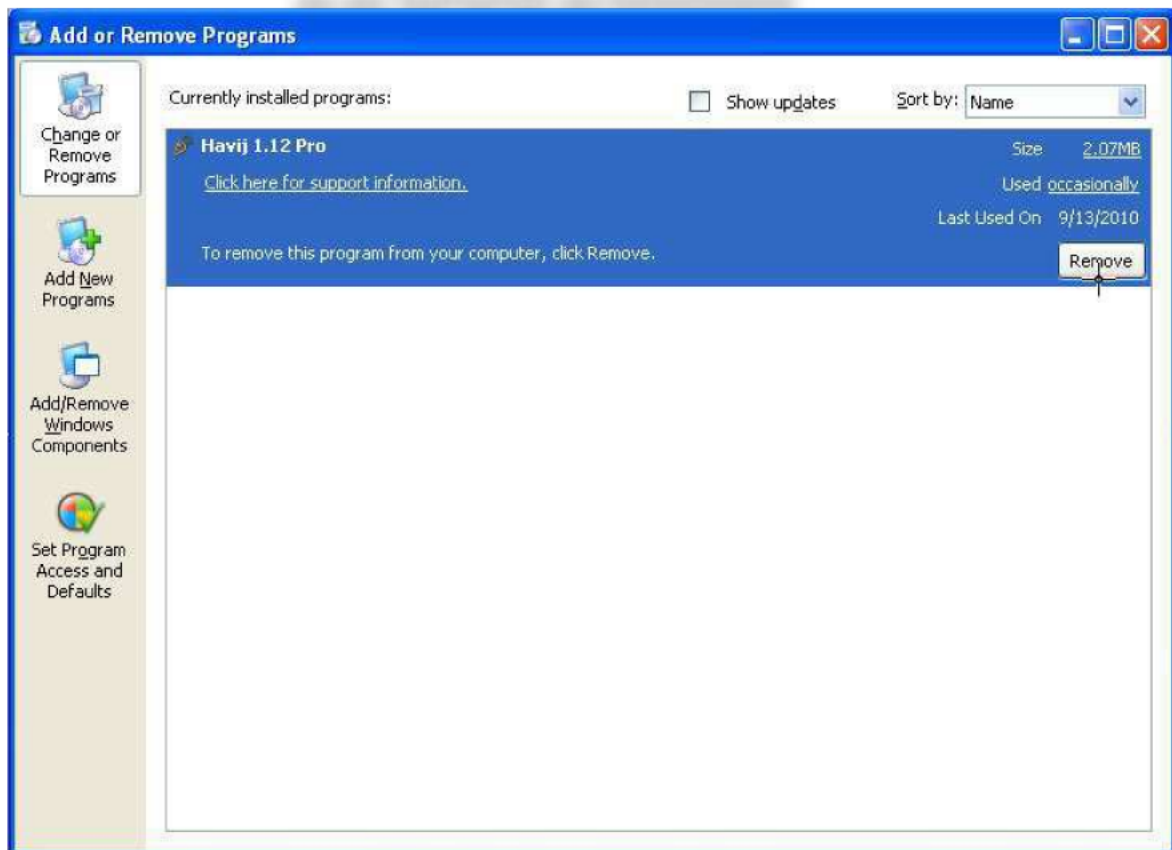 Add or Remove Programs
Change or
Remove
Programs
Add New
Programs
Add/Remove
Windows
Components
Set Program
Access and
Defaults
Currently installed programs:
Show updates
Sort by: Name
Havij 1.12 Pro
Size 2.07MB
Click here for support information.
Used occasionally
Last Used On 9/13/2010
To remove this program from your computer, click Remove.
Remove